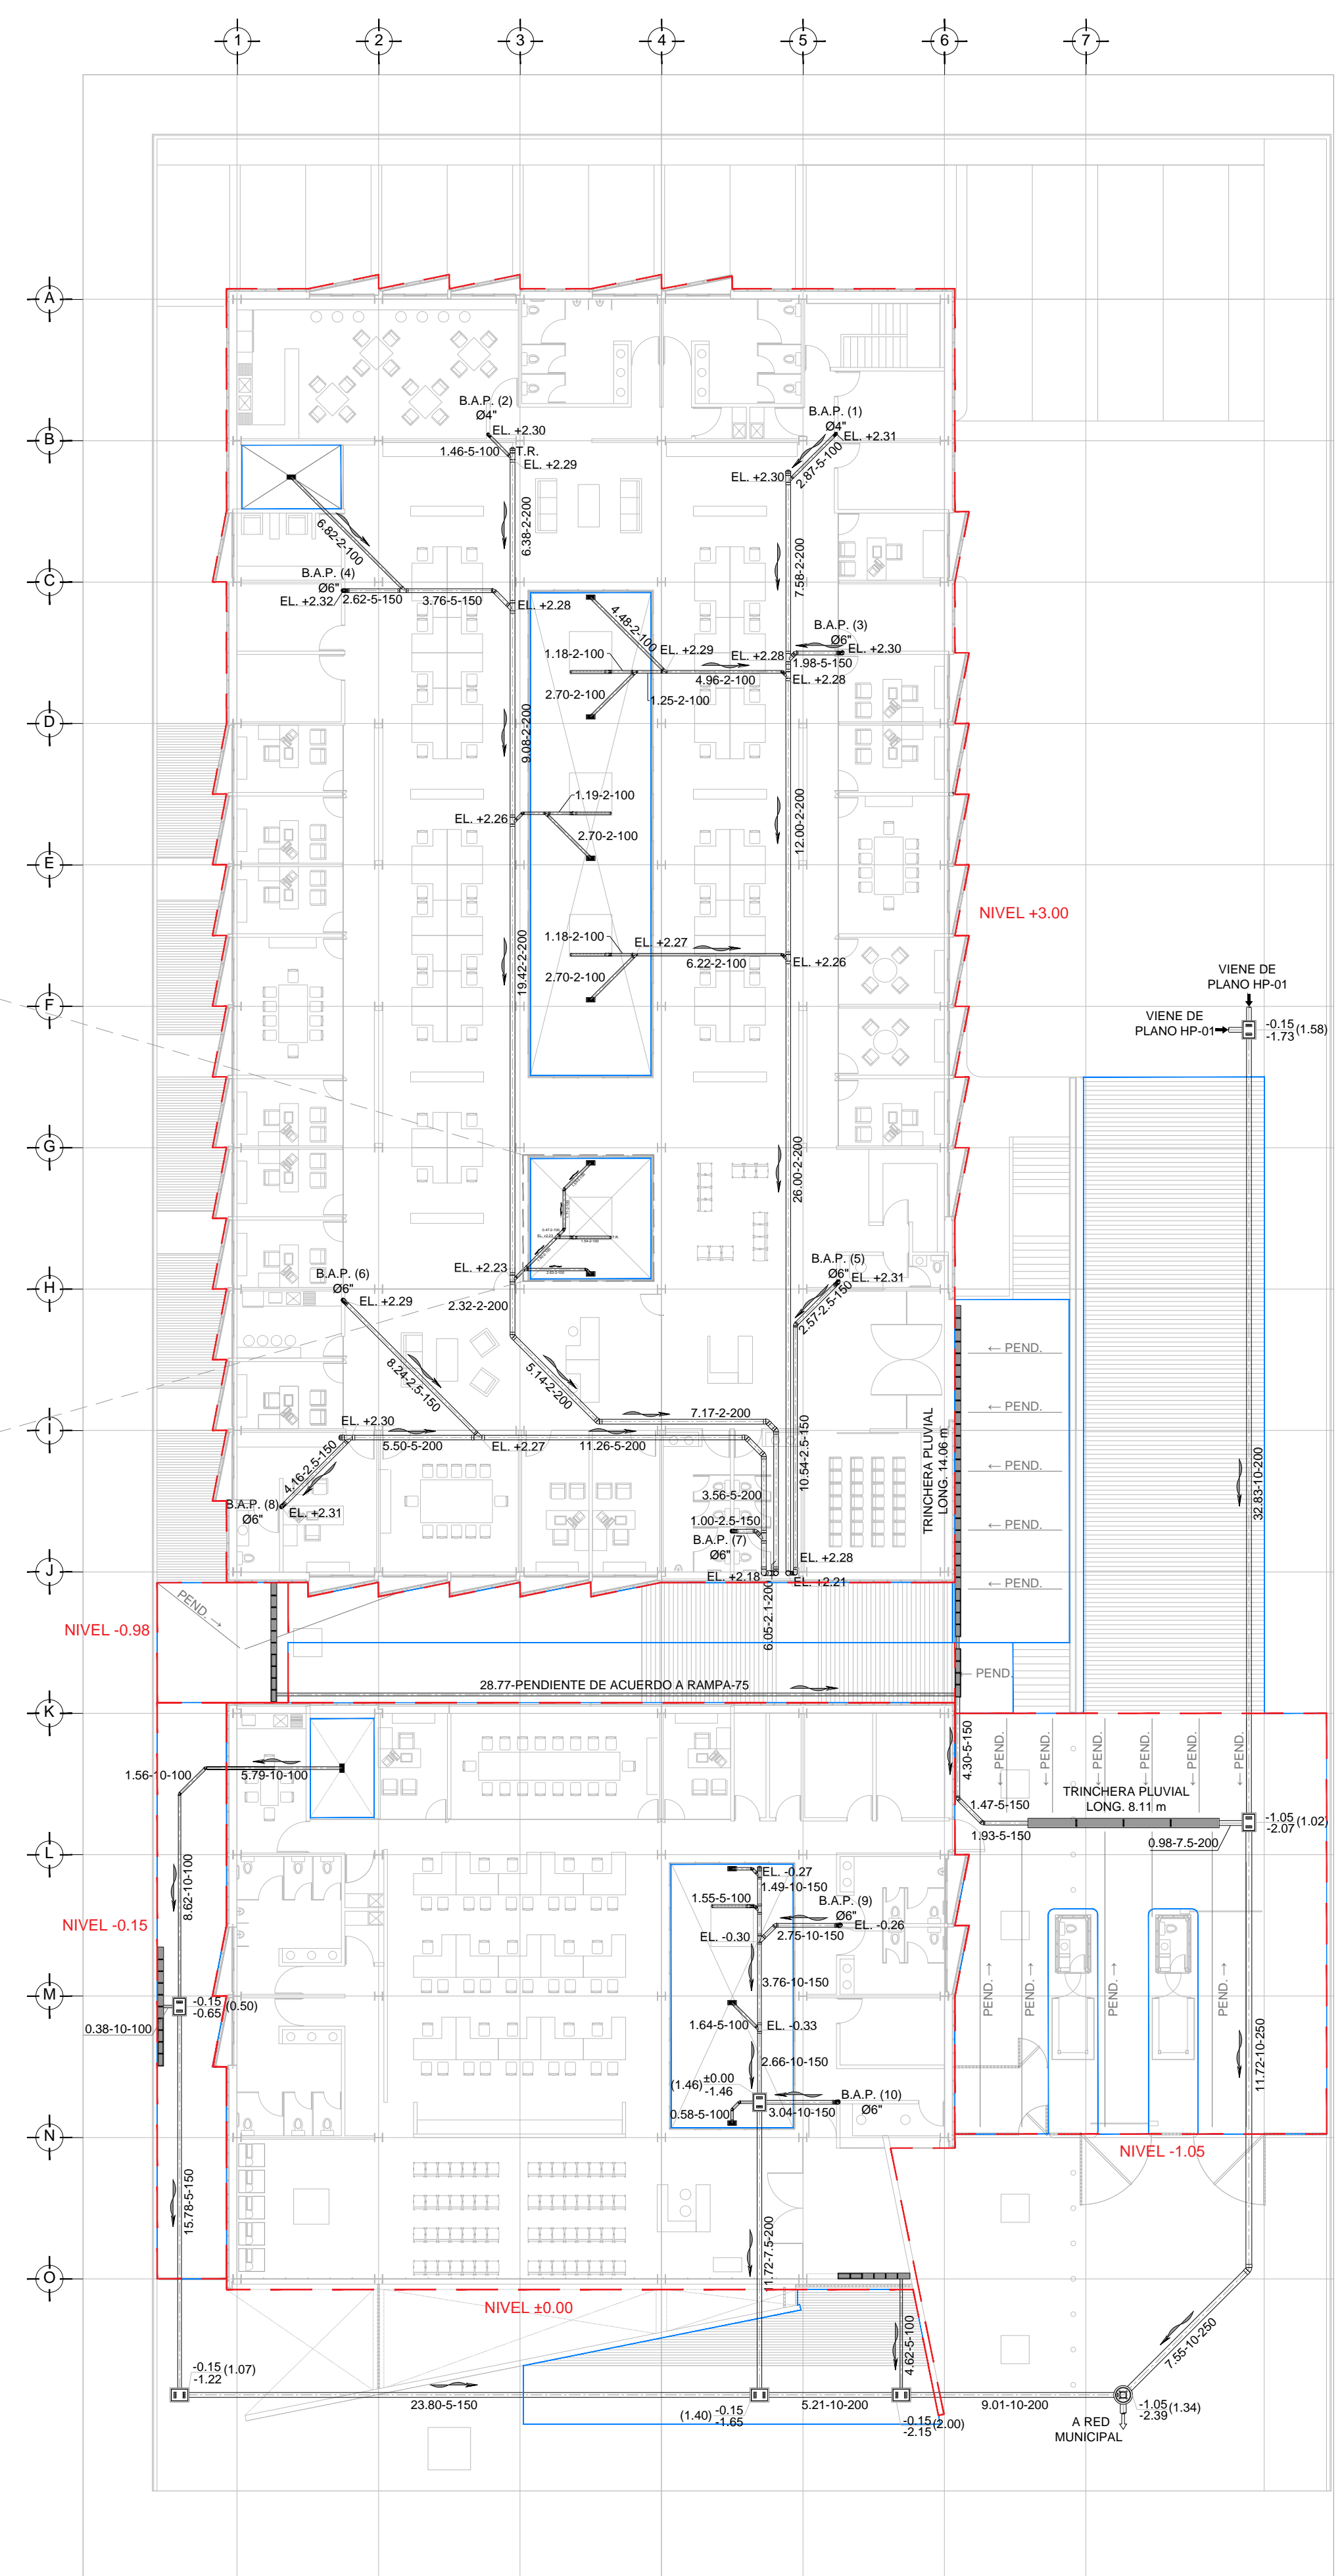 1
2
3
4
5
6
7
A
B
C
D
E
F
G
H
I
J
K
L
M
N
O
B.A.P. (2)
Ø4"
EL. +2.30
1.46-5-100
T.R.
EL. +2.29
B.A.P. (1)
Ø4"
EL. +2.31
2.87-5-100
EL. +2.30
6.82-2-100
6.38-2-200
7.58-2-200
B.A.P. (4)
Ø6"
EL. +2.32
2.62-5-150
3.76-5-150
EL. +2.28
4.48-2-100
B.A.P. (3)
Ø6"
EL. +2.30
EL. +2.29
EL. +2.28
1.98-5-150
1.18-2-100
4.96-2-100
EL. +2.28
2.70-2-100
1.25-2-100
9.08-2-200
1.19-2-100
EL. +2.26
2.70-2-100
12.00-2-200
NIVEL +3.00
1.18-2-100
EL. +2.27
6.22-2-100
EL. +2.26
2.70-2-100
19.42-2-200
VIENE DE
PLANO HP-01
VIENE DE
PLANO HP-01
-0.15
-1.73
(1.58)
26.00-2-200
EL. +2.23
B.A.P. (6)
Ø6"
EL. +2.29
2.32-2-200
B.A.P. (5)
Ø6"
EL. +2.31
2.57-2.5-150
8.24-2.5-150
5.14-2-200
← PEND.
← PEND.
← PEND.
← PEND.
← PEND.
7.17-2-200
EL. +2.30
5.50-5-200
EL. +2.27
11.26-5-200
4.16-2.5-150
10.54-2.5-150
TRINCHERA PLUVIAL
LONG. 14.06 m
32.83-10-200
B.A.P. (8)
Ø6"
EL. +2.31
3.56-5-200
1.00-2.5-150
B.A.P. (7)
Ø6"
EL. +2.28
EL. +2.18
EL. +2.21
6.05-2.1-200
PEND. →
NIVEL -0.98
← PEND.
28.77-PENDIENTE DE ACUERDO A RAMPA-75
4.30-5-150
← PEND.
← PEND.
← PEND.
← PEND.
← PEND.
← PEND.
1.56-10-100
5.79-10-100
TRINCHERA PLUVIAL
LONG. 8.11 m
1.47-5-150
1.93-5-150
0.98-7.5-200
-1.05
-2.07
(1.02)
8.62-10-100
EL. -0.27
1.49-10-150
1.55-5-100
B.A.P. (9)
Ø6"
EL. -0.26
EL. -0.30
2.75-10-150
NIVEL -0.15
3.76-10-150
PEND. →
PEND. →
PEND. →
PEND. →
-0.15
-0.65
(0.50)
0.38-10-100
1.64-5-100
EL. -0.33
2.66-10-150
11.72-10-250
(1.46)
±0.00
-1.46
0.58-5-100
3.04-10-150
B.A.P. (10)
Ø6"
NIVEL -1.05
15.78-5-150
11.72-7.5-200
NIVEL ±0.00
4.62-5-100
7.55-10-250
-0.15
-1.22
(1.07)
23.80-5-150
(1.40)
-0.15
-1.65
5.21-10-200
-0.15
-2.15
(2.00)
9.01-10-200
-1.05
-2.39
(1.34)
A RED
MUNICIPAL